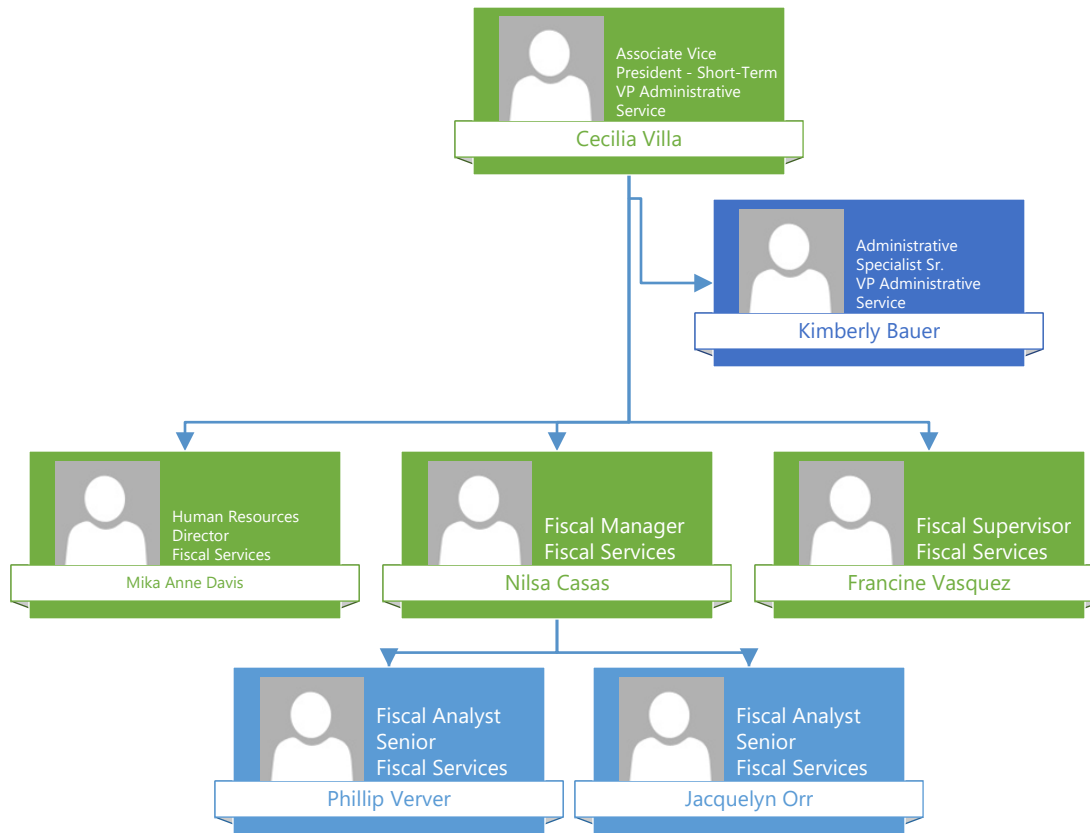 Associate Vice
President - Short-Term
VP Administrative
Service
Cecilia Villa
Administrative
Specialist Sr.
VP Administrative
Service
Kimberly Bauer
Human Resources
Director
Fiscal Services
Mika Anne Davis
Fiscal Manager
Fiscal Services
Nilsa Casas
Fiscal Supervisor
Fiscal Services
Francine Vasquez
Fiscal Analyst
Senior
Fiscal Services
Phillip Verver
Fiscal Analyst
Senior
Fiscal Services
Jacquelyn Orr